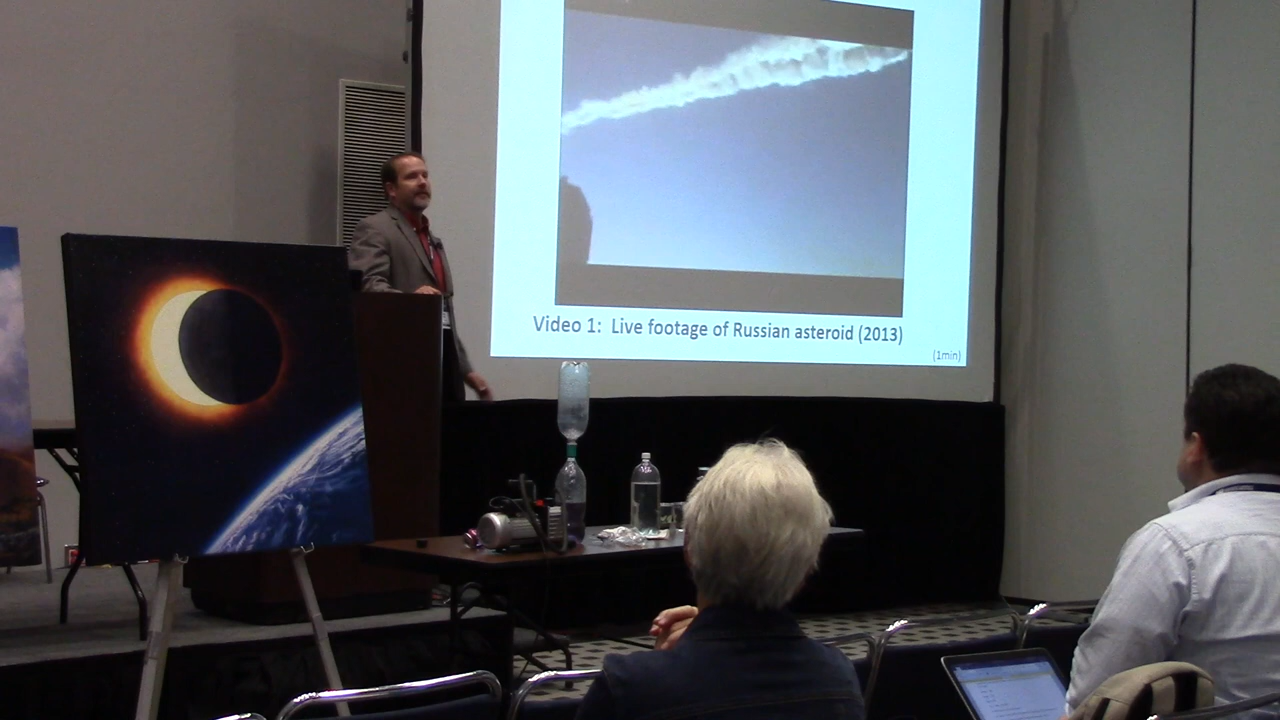 Video 1:  Live footage of Russian asteroid (2013)
(1min)